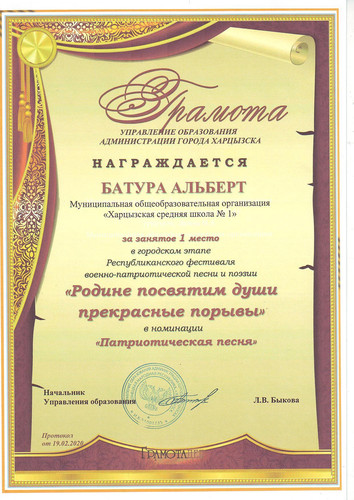 Грамота
УПРАВЛЕНИЕ ОБРАЗОВАНИЯ
АДМИНИСТРАЦИИ ГОРОДА ХАРЦЫЗСКА
НАГРАЖДАЕТСЯ
БАТУРА АЛЬБЕРТ
Муниципальная общеобразовательная организация
«Харцызская средняя школа № 1»
за занятое 1 место
в городском этапе
Республиканского фестиваля
военно-патриотической песни и поэзии
«Родине посвятим души
прекрасные порывы»
в номинации
«Патриотическая песня»
Начальник
Управления образования
Л.В. Быкова
Протокол
от 19.02.2020
ГРАМОТА